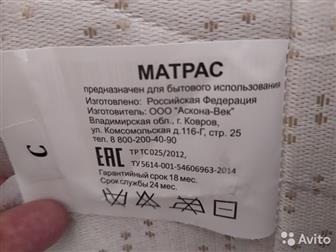 МАТРАС
предназначен для бытового использования
Изготовлено: Российская Федерация
Изготовитель: ООО "Аскона-Век"
Владимирская обл., г. Ковров,
ул. Комсомольская д.116-Г, стр. 25
тел. 8 800-200-40-90
ЕАС ТР ТС 025/2012,
ТУ 5614-001-54606963-2014
Гарантийный срок 18 мес.
Срок службы 24 мес.
С
Avito